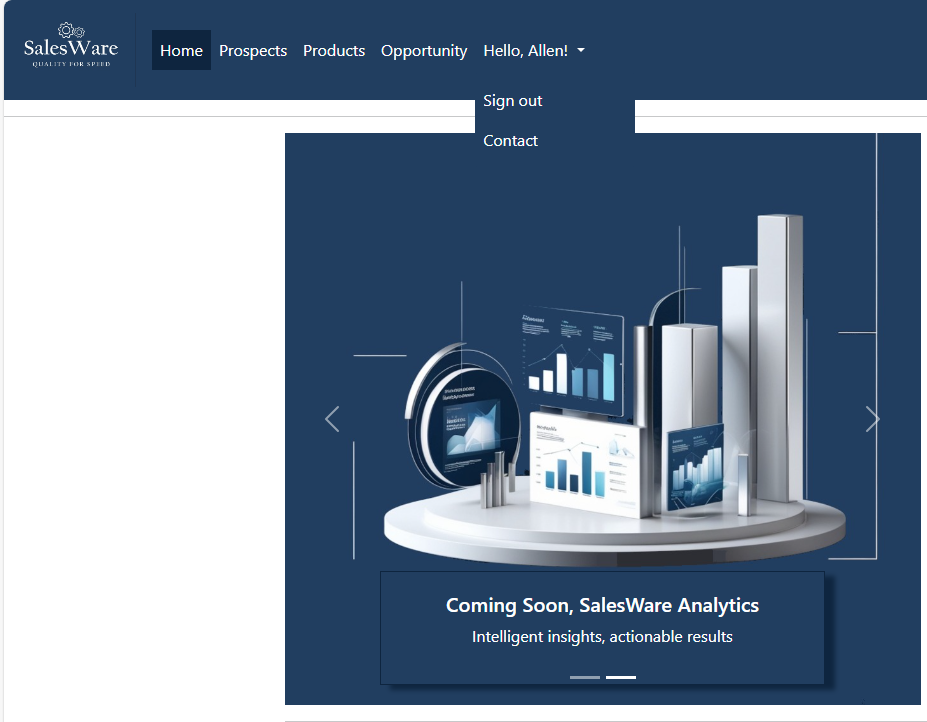 SalesWare
QUALITY FOR SPEED
Home Prospects Products Opportunity Hello, Allen!
Sign out
Contact
Coming Soon, SalesWare Analytics
Intelligent insights, actionable results